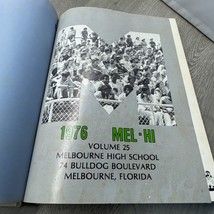 1976 MEL-HI
VOLUME 25
MELBOURNE HIGH SCHOOL
74 BULLDOG BOULEVARD
MELBOURNE, FLORIDA